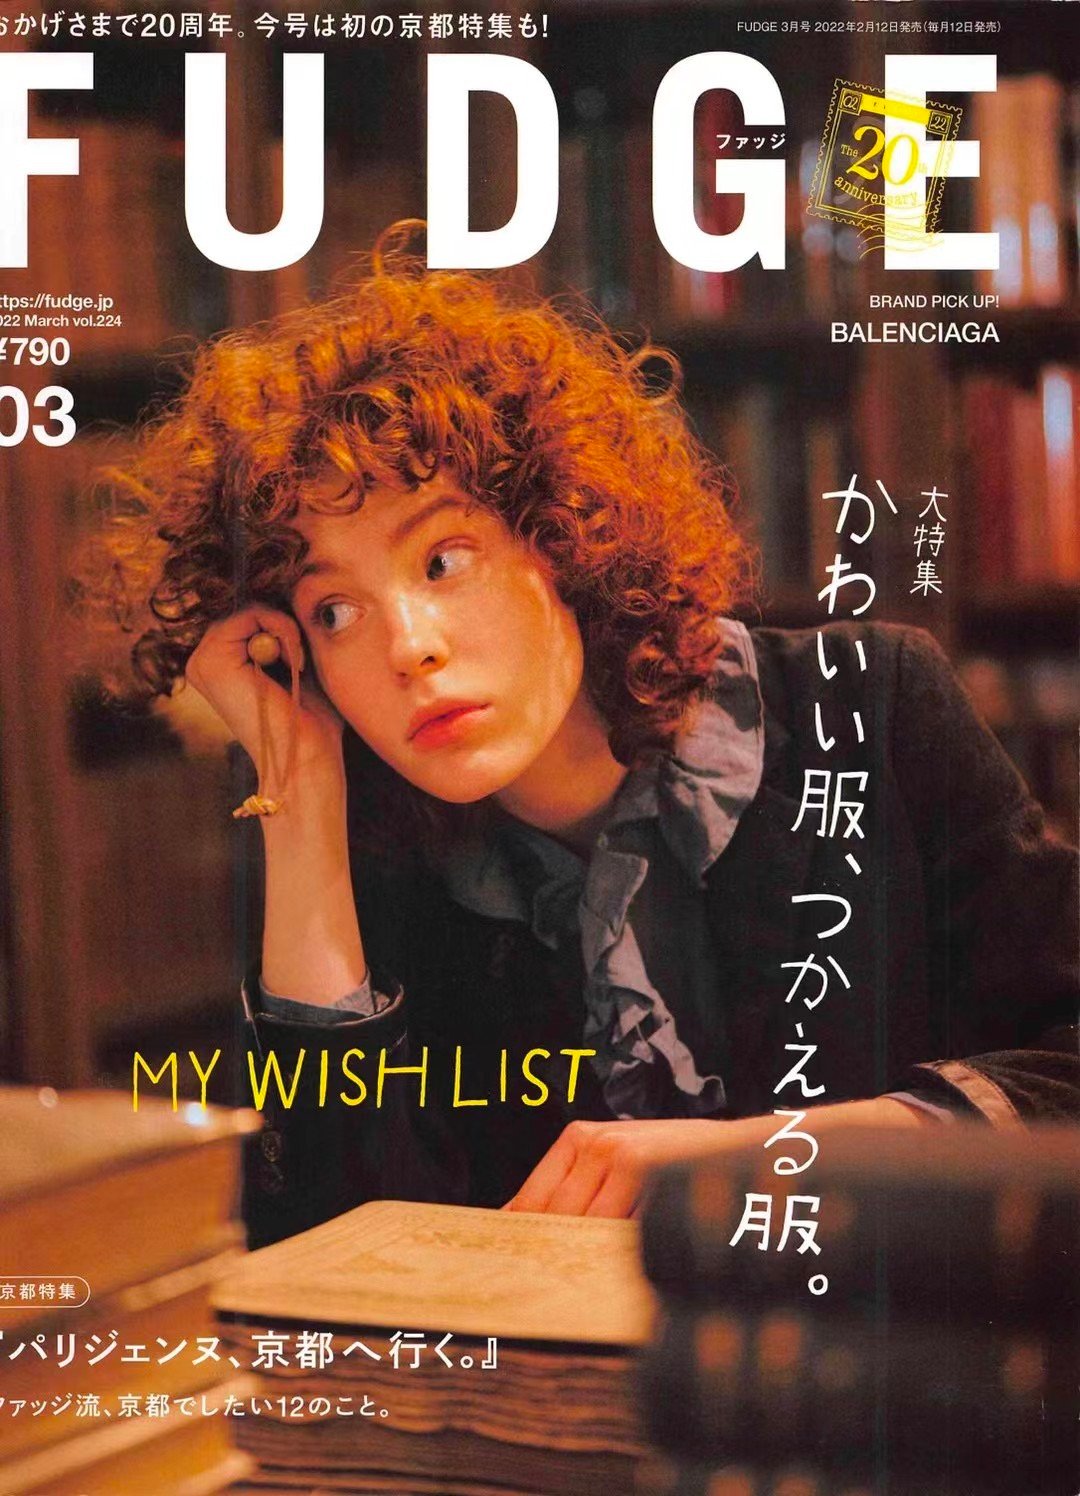 おかげさまで20周年。今号は初の京都特集も!
FUDGE 3月号 2022年2月12日発売(毎月12日発売)
FUDGE
ファッジ
02
22
The 20th
anniversary
ttps://fudge.jp
022 March vol.224
¥790
03
BRAND PICK UP!
BALENCIAGA
大特集
かわいい服、つかえる服。
MY WISH LIST
京都特集
『パリジェンヌ、京都へ行く。』
ファッジ流、京都でしたい12のこと。